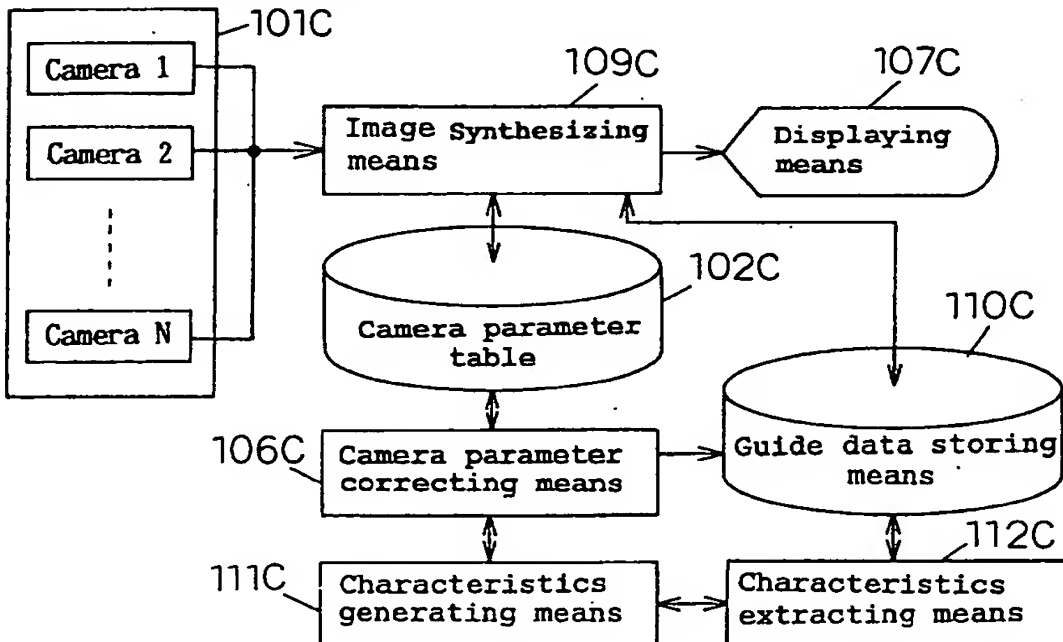 101C
Camera 1
Camera 2
Camera N
109C
Image Synthesizing
means
107C
Displaying
means
102C
Camera parameter
table
110C
Guide data storing
means
106C
Camera parameter
correcting means
111C
Characteristics
generating means
112C
Characteristics
extracting means